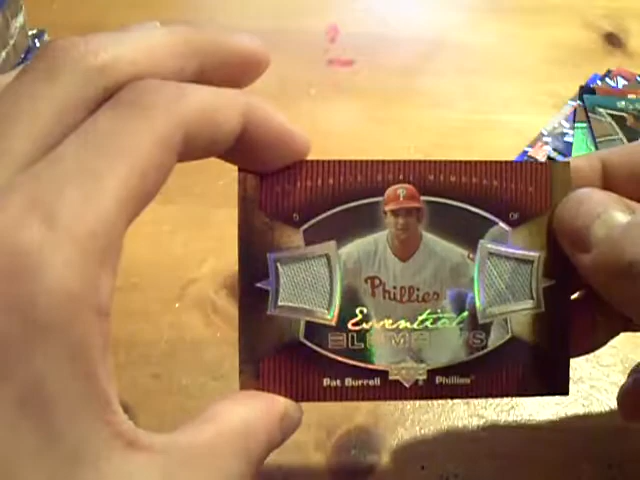 P
Phillies
Essential
ELEMENTS
Pat Burrell Phillies